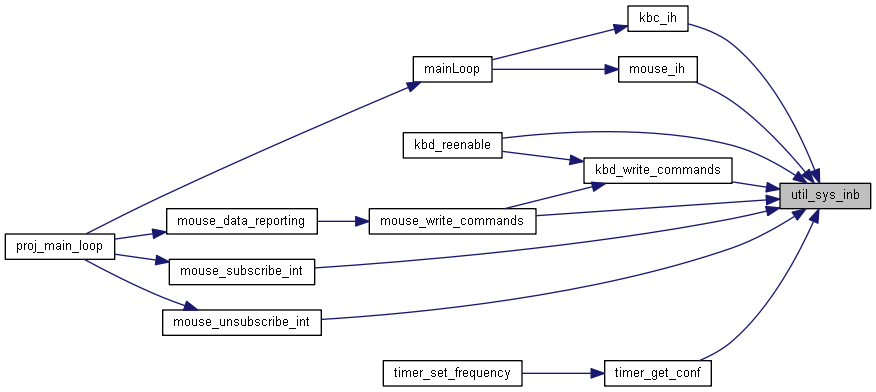 kbc_ih
mainLoop
mouse_ih
kbd_reenable
kbd_write_commands
util_sys_inb
mouse_data_reporting
mouse_write_commands
proj_main_loop
mouse_subscribe_int
mouse_unsubscribe_int
timer_set_frequency
timer_get_conf